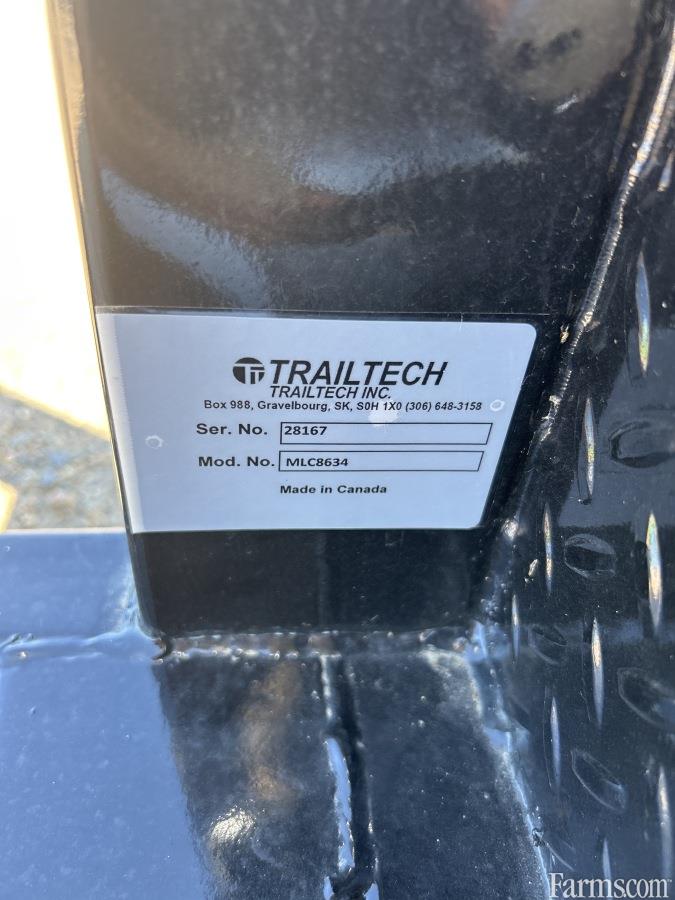 TRAILTECH
TRAILTECH INC.
Box 988, Gravelbourg, SK, S0H 1X0 (306) 648-3158
Ser. No. 28167
Mod. No. MLC8634
Made in Canada
Farms.com